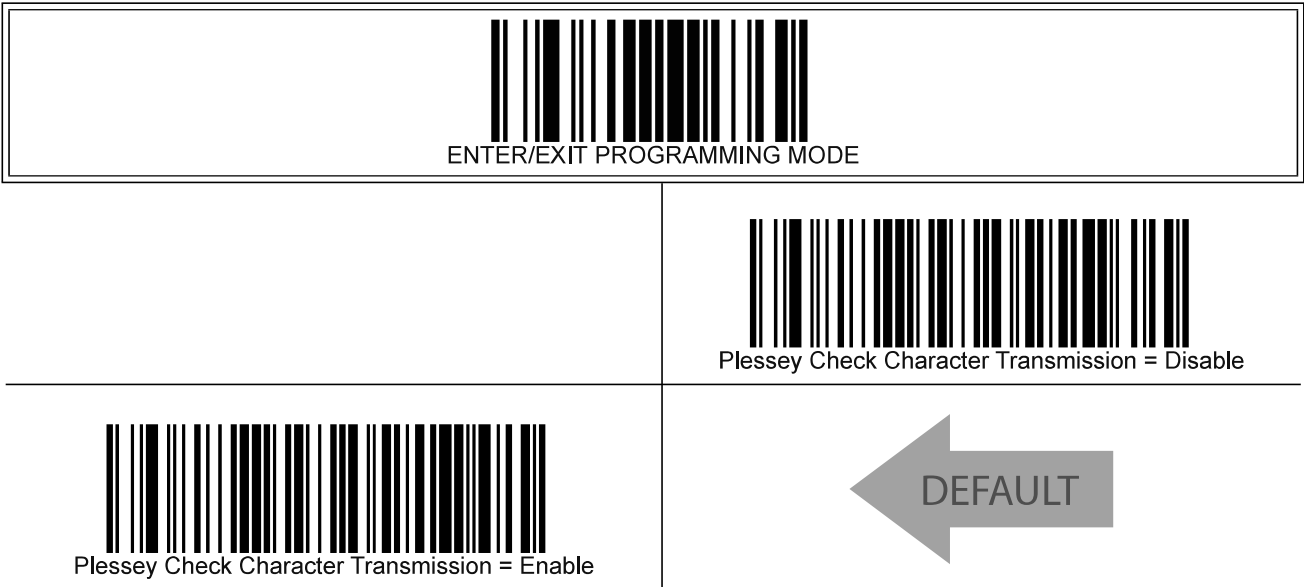 ENTER/EXIT PROGRAMMING MODE
Plessey Check Character Transmission = Disable
Plessey Check Character Transmission = Enable
DEFAULT